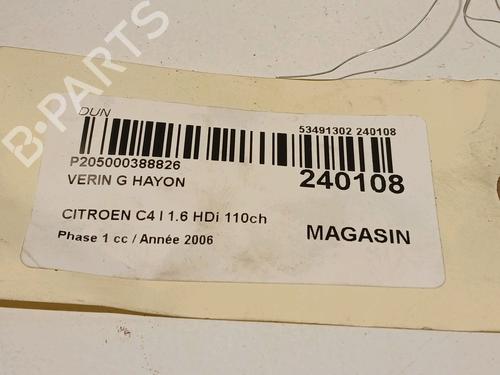 B-PARTS
DUN
53491302 240108
P205000388826
240108
VERIN G HAYON
CITROEN C4 I 1.6 HDi 110ch
Phase 1 cc / Année 2006
MAGASIN